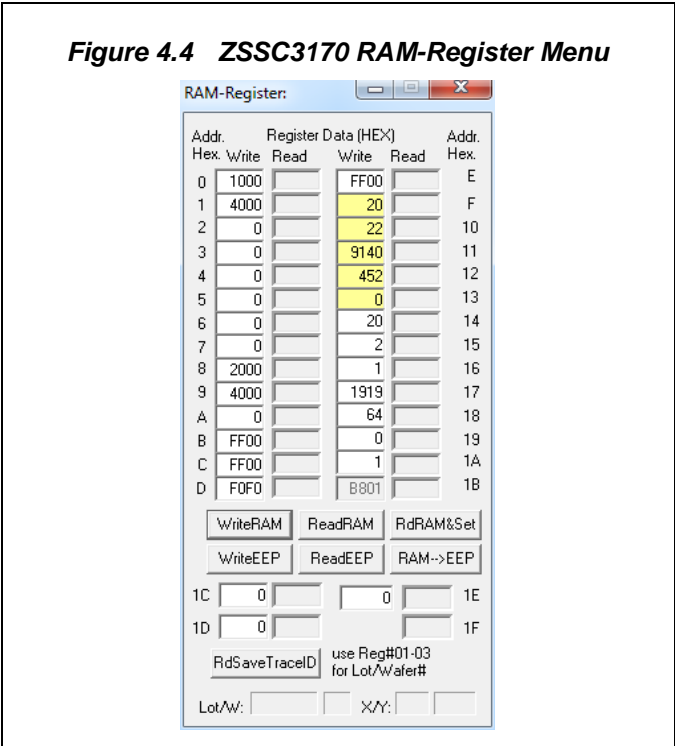 Figure 4.4 ZSSC3170 RAM-Register Menu
RAM-Register:
Addr. Register Data (HEX) Addr.
Hex. Write Read Write Read Hex.
0 1000 FF00 E
1 4000 20 F
2 0 22 10
3 0 9140 11
4 0 452 12
5 0 0 13
6 0 20 14
7 0 2 15
8 2000 1 16
9 4000 1919 17
A 0 64 18
B FF00 0 19
C FF00 1 1A
D F0F0 B801 1B
WriteRAM ReadRAM RdRAM&Set
WriteEEP ReadEEP RAM-->EEP
1C 0 0 1E
1D 0 1F
RdSaveTraceID use Reg#01-03
for Lot/Wafer#
Lot/W: X/Y: